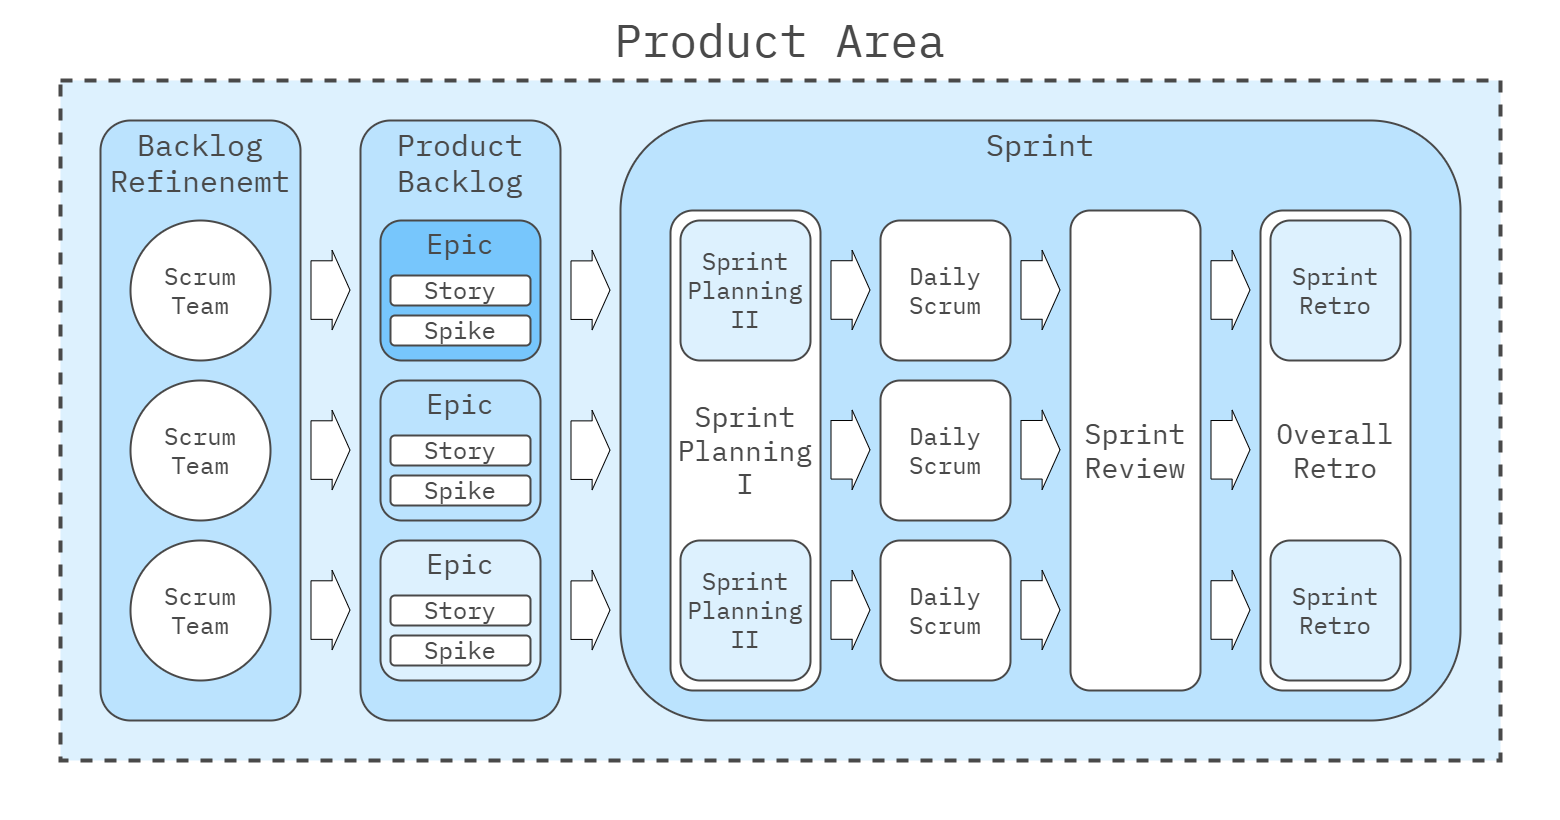 Product Area
Backlog
Refinenemt
Scrum
Team
Scrum
Team
Scrum
Team
Product
Backlog
Epic
Story
Spike
Epic
Story
Spike
Epic
Story
Spike
Sprint
Sprint
Planning
II
Sprint
Planning
I
Sprint
Planning
II
Daily
Scrum
Daily
Scrum
Daily
Scrum
Sprint
Review
Sprint
Retro
Overall
Retro
Sprint
Retro